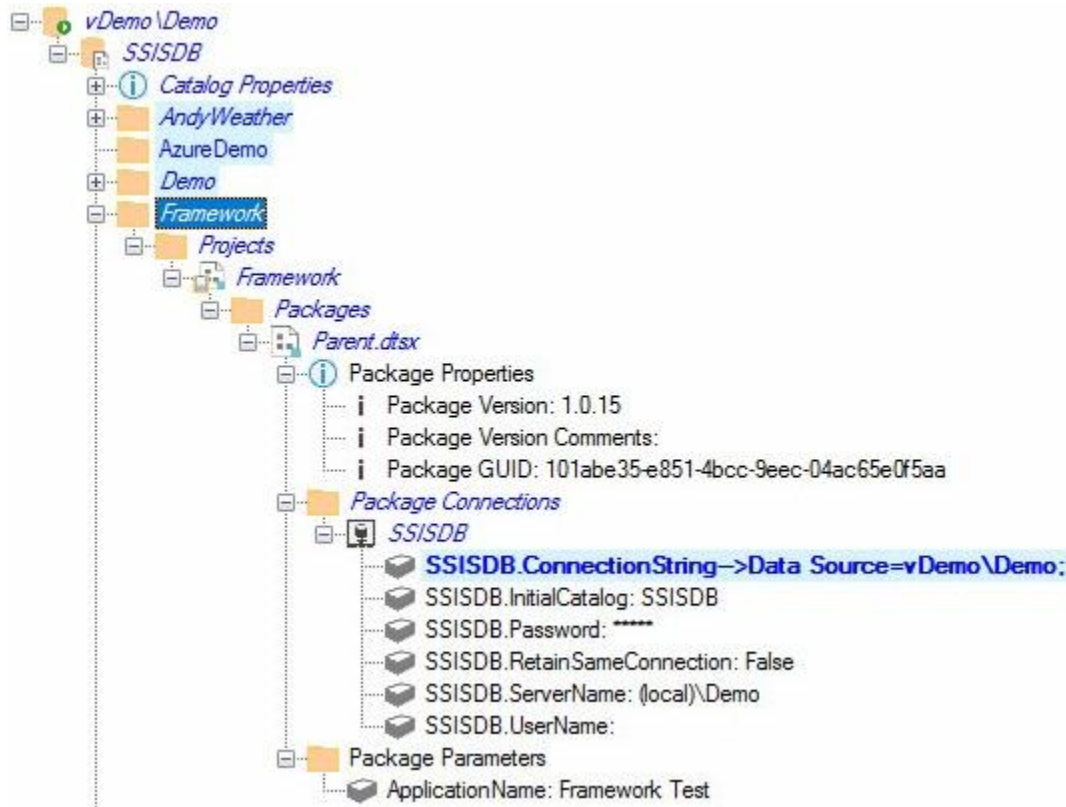 vDemo\Demo
SSISDB
Catalog Properties
AndyWeather
AzureDemo
Demo
Framework
Projects
Framework
Packages
Parent.dtsx
Package Properties
Package Version: 1.0.15
Package Version Comments:
Package GUID: 101abe35-e851-4bcc-9eec-04ac65e0f5aa
Package Connections
SSISDB
SSISDB.ConnectionString-->Data Source=vDemo\Demo;
SSISDB.InitialCatalog: SSISDB
SSISDB.Password: *****
SSISDB.RetainSameConnection: False
SSISDB.ServerName: (local)\Demo
SSISDB.UserName:
Package Parameters
ApplicationName: Framework Test